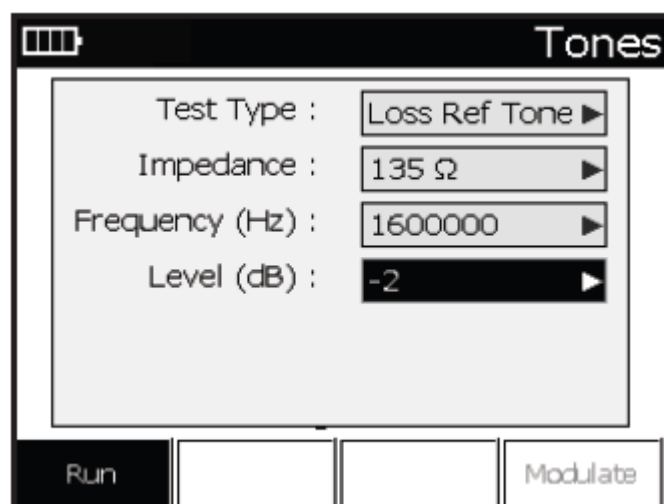 Tones
Test Type : Loss Ref Tone
Impedance : 135 Ω
Frequency (Hz) : 1600000
Level (dB) : -2
Run Modulate